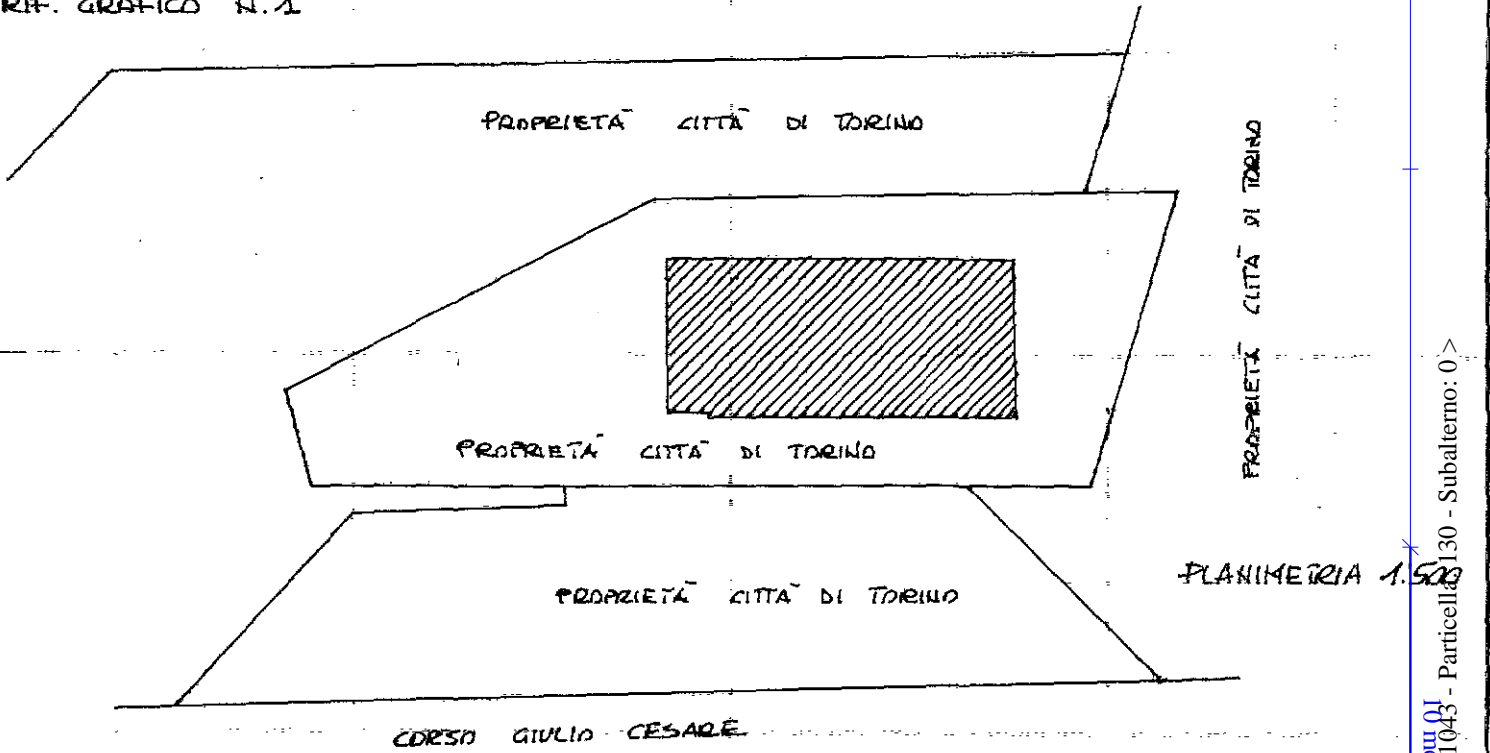 RIF. GRAFICO N.1
PROPRIETÀ CITTÀ DI TORINO
PROPRIETÀ CITTÀ DI TORINO
PROPRIETÀ CITTÀ DI TORINO
PROPRIETÀ CITTÀ DI TORINO
PLANIMETRIA 1.500
CORSO GIULIO CESARE
1043 - Particella 130 - Subalterno: 0 >